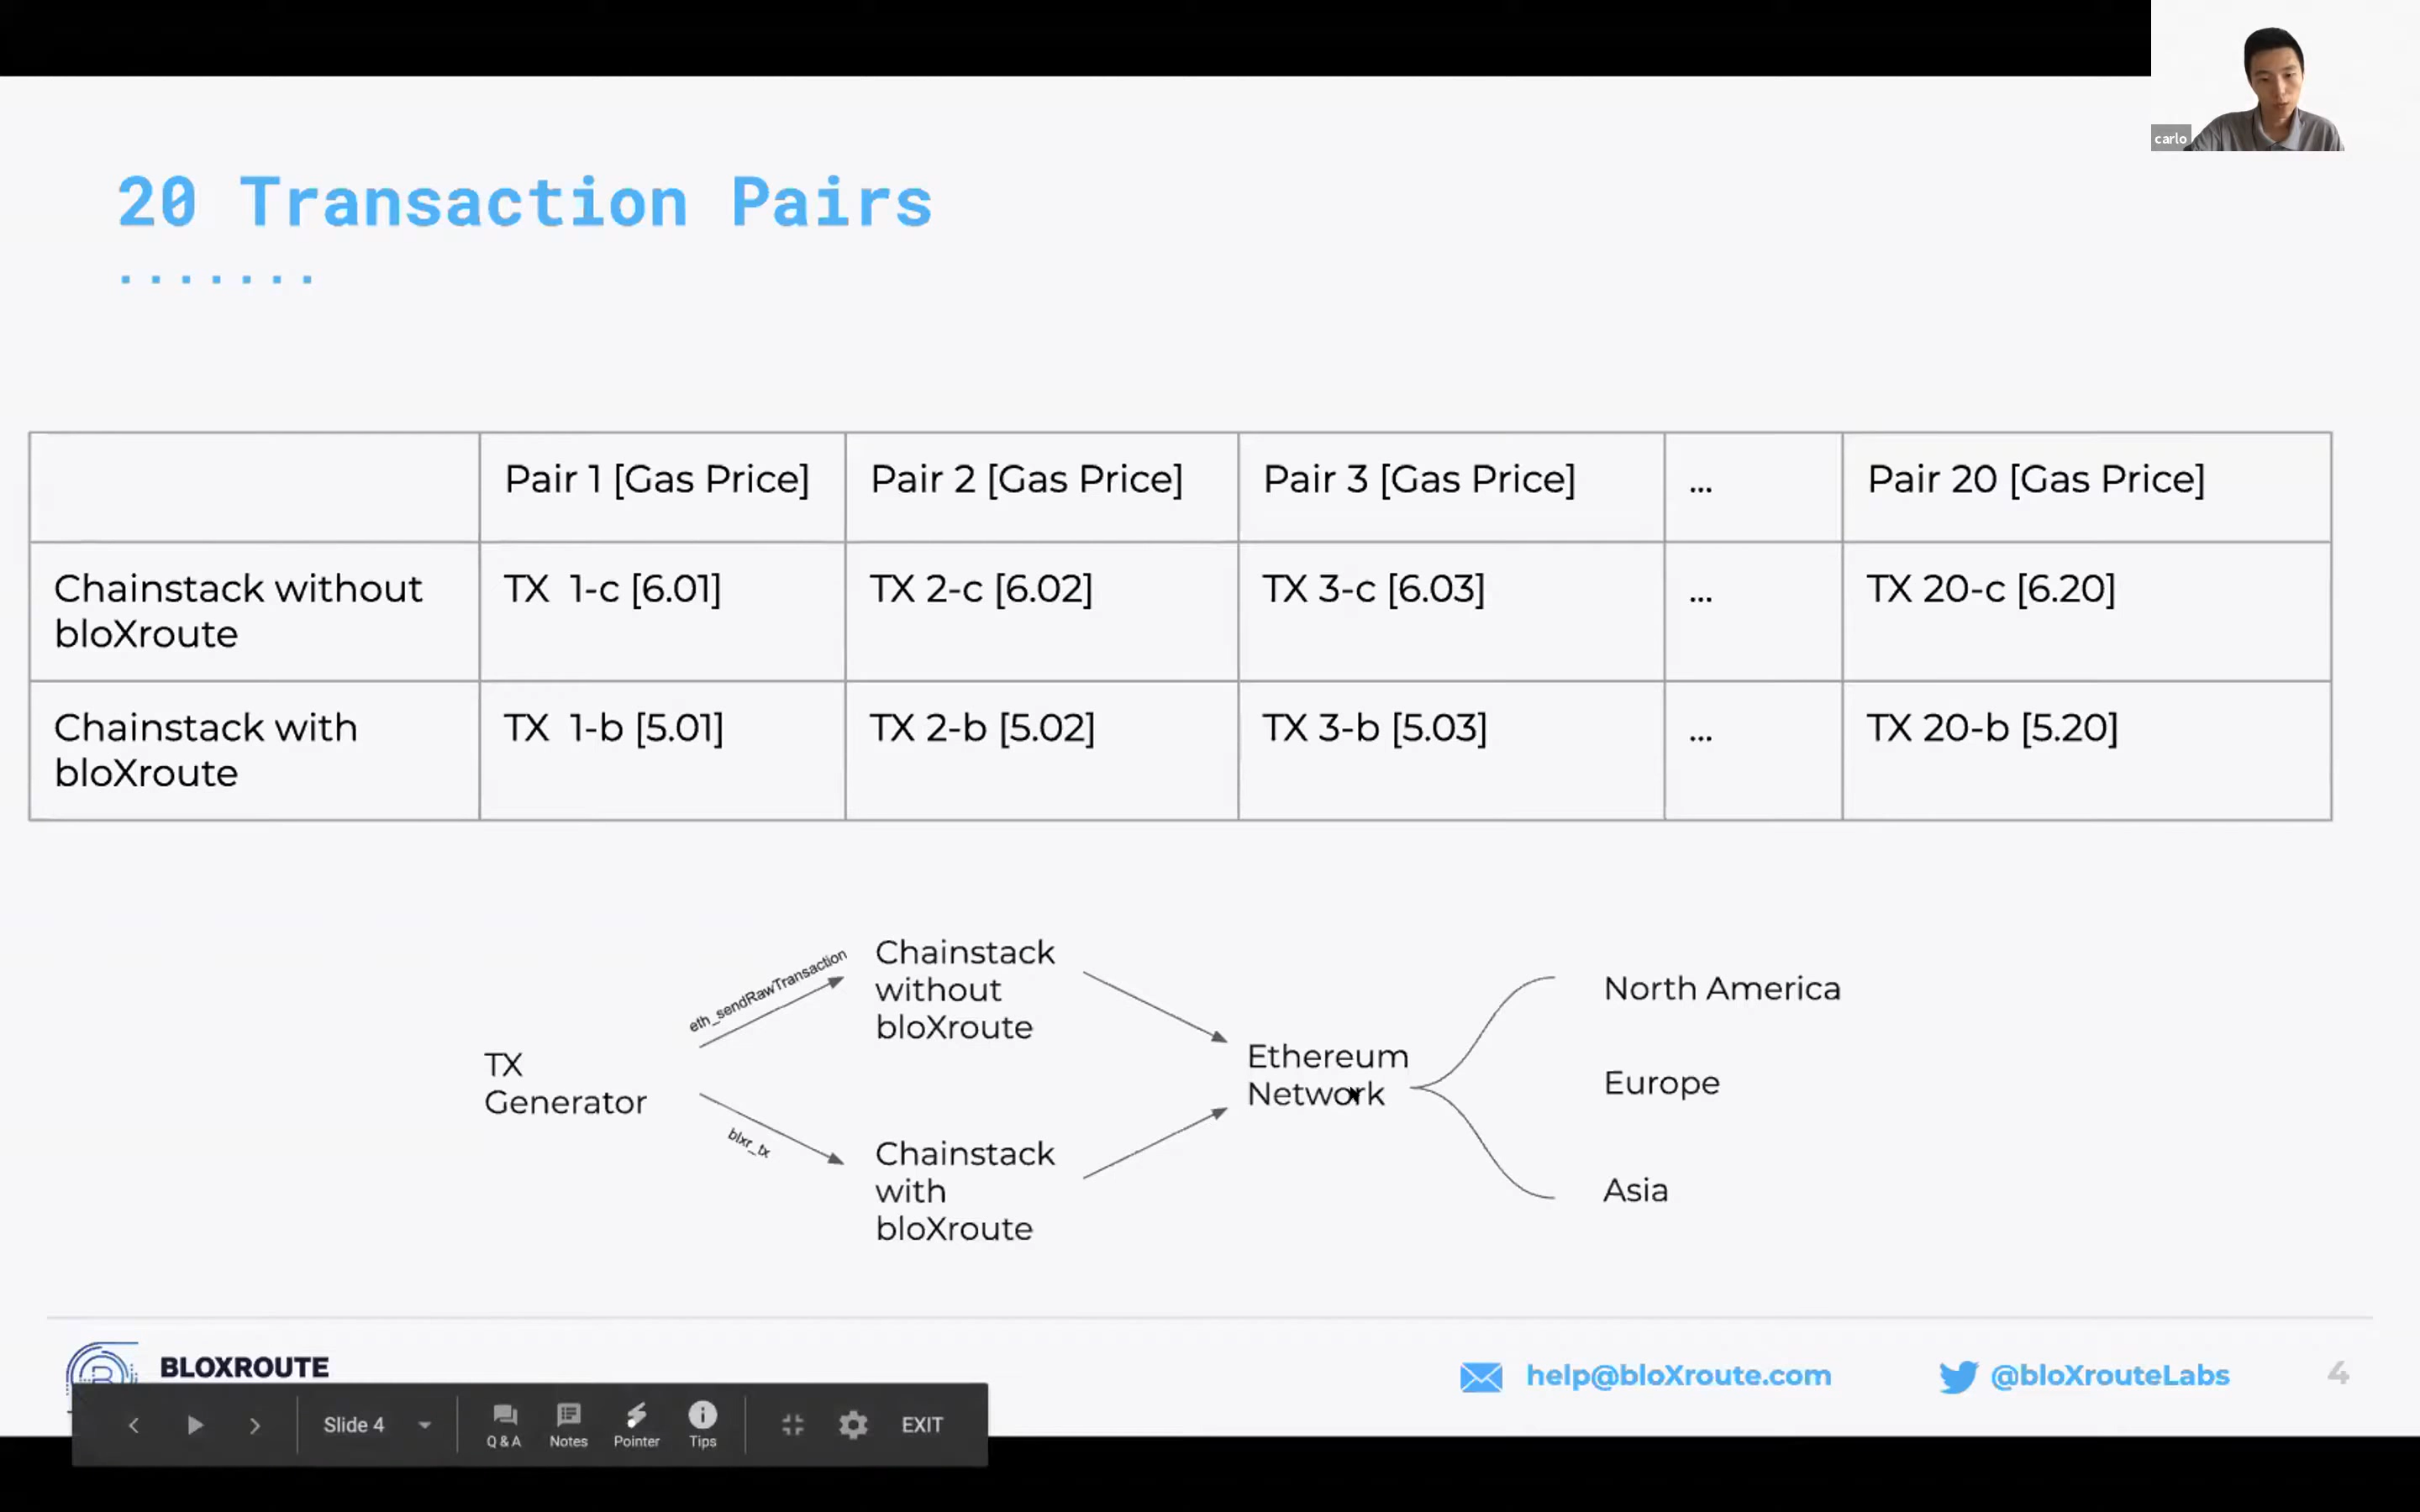 carlo
20 Transaction Pairs
Pair 1 [Gas Price] Pair 2 [Gas Price] Pair 3 [Gas Price] ... Pair 20 [Gas Price]
Chainstack without TX 1-c [6.01] TX 2-c [6.02] TX 3-c [6.03] ... TX 20-c [6.20]
bloXroute
Chainstack with TX 1-b [5.01] TX 2-b [5.02] TX 3-b [5.03] ... TX 20-b [5.20]
bloXroute
TX
Generator
eth_sendRawTransaction
blxr_tx
Chainstack
without
bloXroute
Chainstack
with
bloXroute
Ethereum
Network
North America
Europe
Asia
BLOXROUTE
help@bloXroute.com @bloXrouteLabs 4
Slide 4 Q & A Notes Pointer Tips EXIT